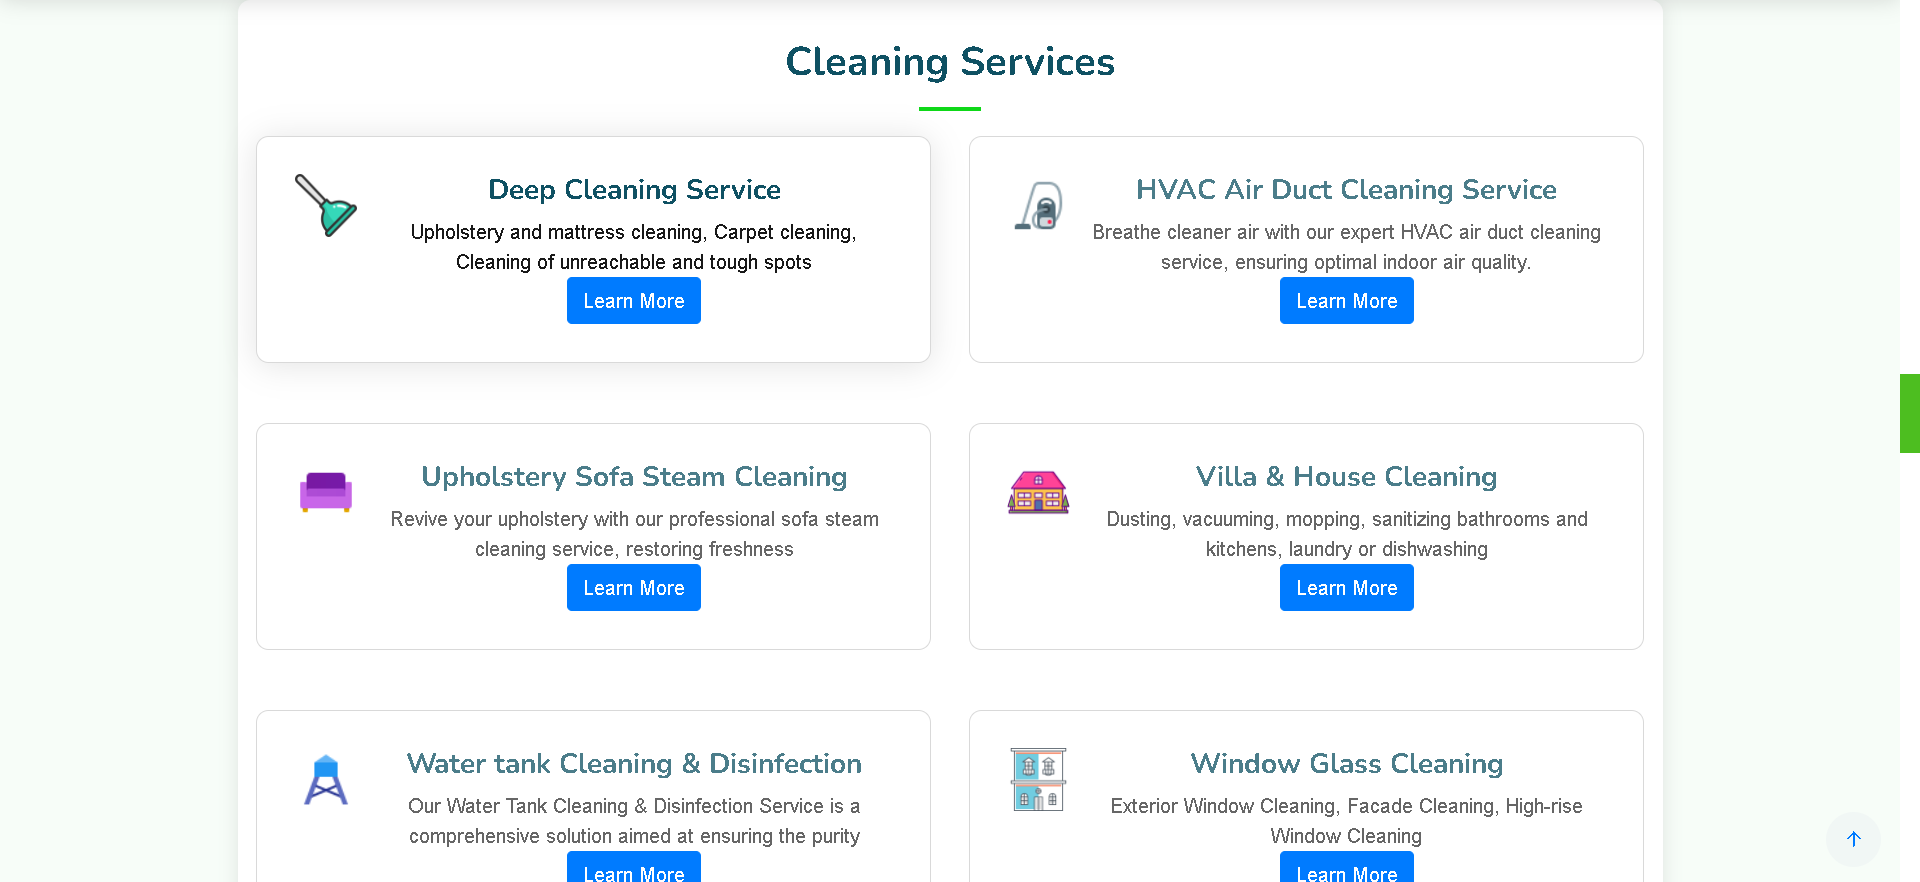 Cleaning Services
Deep Cleaning Service
Upholstery and mattress cleaning, Carpet cleaning,
Cleaning of unreachable and tough spots
Learn More
HVAC Air Duct Cleaning Service
Breathe cleaner air with our expert HVAC air duct cleaning
service, ensuring optimal indoor air quality.
Learn More
Upholstery Sofa Steam Cleaning
Revive your upholstery with our professional sofa steam
cleaning service, restoring freshness
Learn More
Villa & House Cleaning
Dusting, vacuuming, mopping, sanitizing bathrooms and
kitchens, laundry or dishwashing
Learn More
Water tank Cleaning & Disinfection
Our Water Tank Cleaning & Disinfection Service is a
comprehensive solution aimed at ensuring the purity
Learn More
Window Glass Cleaning
Exterior Window Cleaning, Facade Cleaning, High-rise
Window Cleaning
Learn More